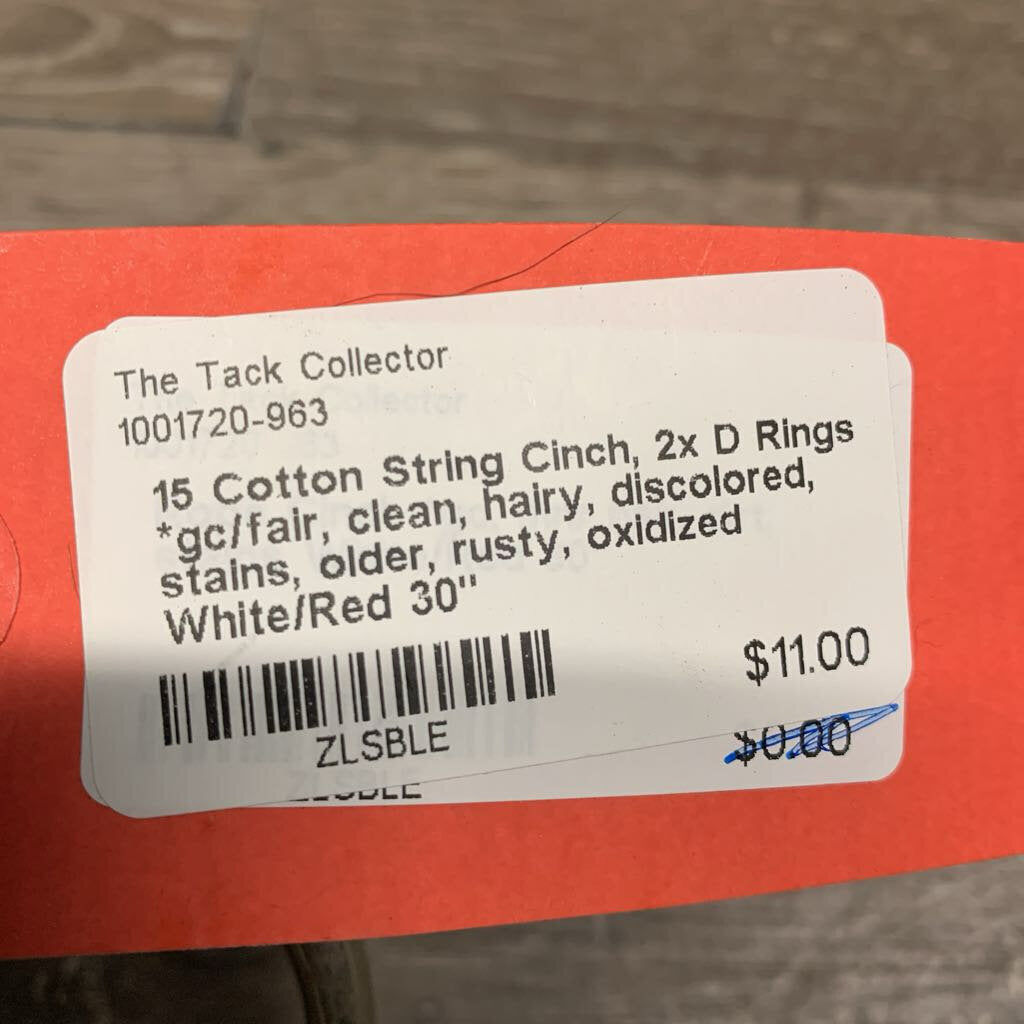 The Tack Collector
1001720-963
15 Cotton String Cinch, 2x D Rings
*gc/fair, clean, hairy, discolored,
stains, older, rusty, oxidized
White/Red 30"
$11.00
ZLSBLE
$0.00
ZLSBLE